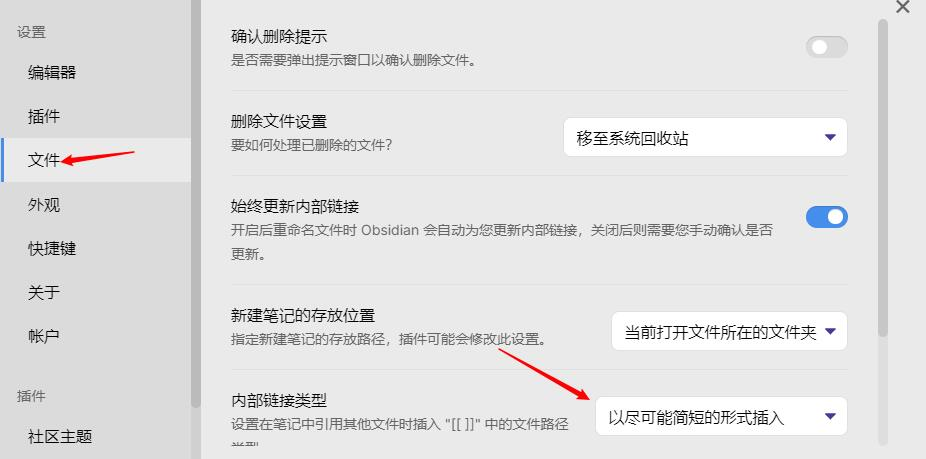 设置
编辑器
插件
文件
外观
快捷键
关于
帐户
插件
社区主题
确认删除提示
是否需要弹出提示窗口以确认删除文件。
删除文件设置
要如何处理已删除的文件？
移至系统回收站
始终更新内部链接
开启后重命名文件时 Obsidian 会自动为您更新内部链接，关闭后则需要您手动确认是否
更新。
新建笔记的存放位置
指定新建笔记的存放路径，插件可能会修改此设置。
当前打开文件所在的文件夹
内部链接类型
设置在笔记中引用其他文件时插入 "[[ ]]" 中的文件路径
类型
以尽可能简短的形式插入